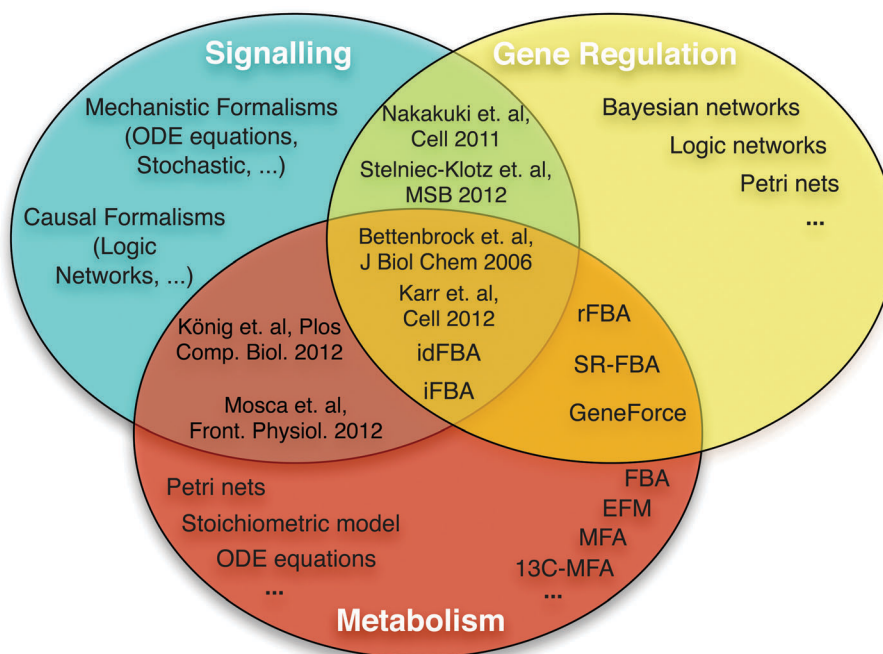 Signalling
Gene Regulation
Mechanistic Formalisms
(ODE equations,
Stochastic, ...)
Causal Formalisms
(Logic
Networks, ...)
Nakakuki et. al,
Cell 2011
Stelniec-Klotz et. al,
MSB 2012
Bayesian networks
Logic networks
Petri nets
...
Bettenbrock et. al,
J Biol Chem 2006
Karr et. al,
Cell 2012
idFBA
iFBA
König et. al, Plos
Comp. Biol. 2012
Mosca et. al,
Front. Physiol. 2012
rFBA
SR-FBA
GeneForce
Petri nets
Stoichiometric model
ODE equations
...
FBA
EFM
MFA
13C-MFA
...
Metabolism